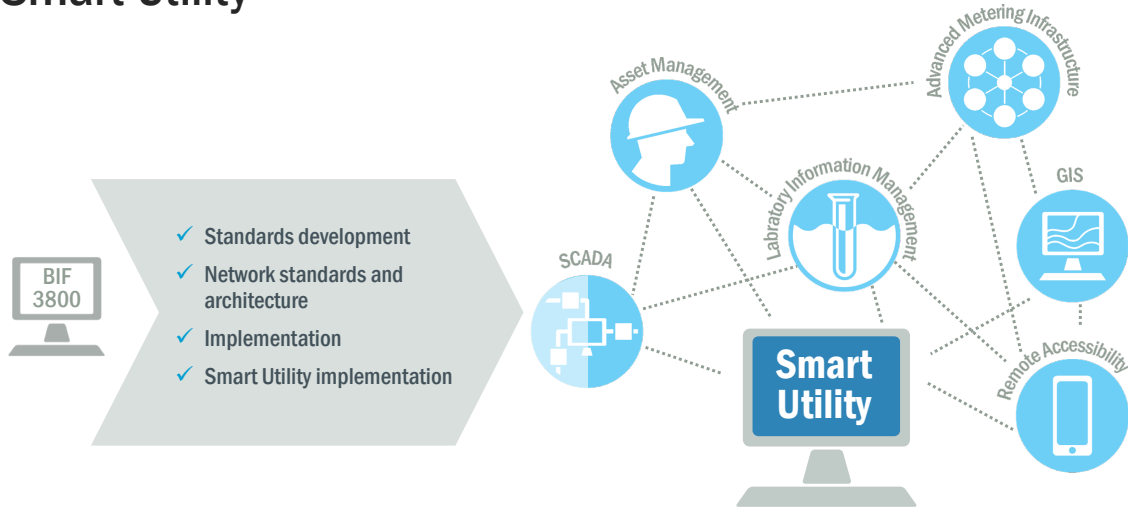 Smart Utility
BIF
3800
Standards development
Network standards and
architecture
Implementation
Smart Utility implementation
SCADA
Asset Management
Labratory Information Management
Advanced Metering Infrastructure
GIS
Remote Accessibility
Smart
Utility